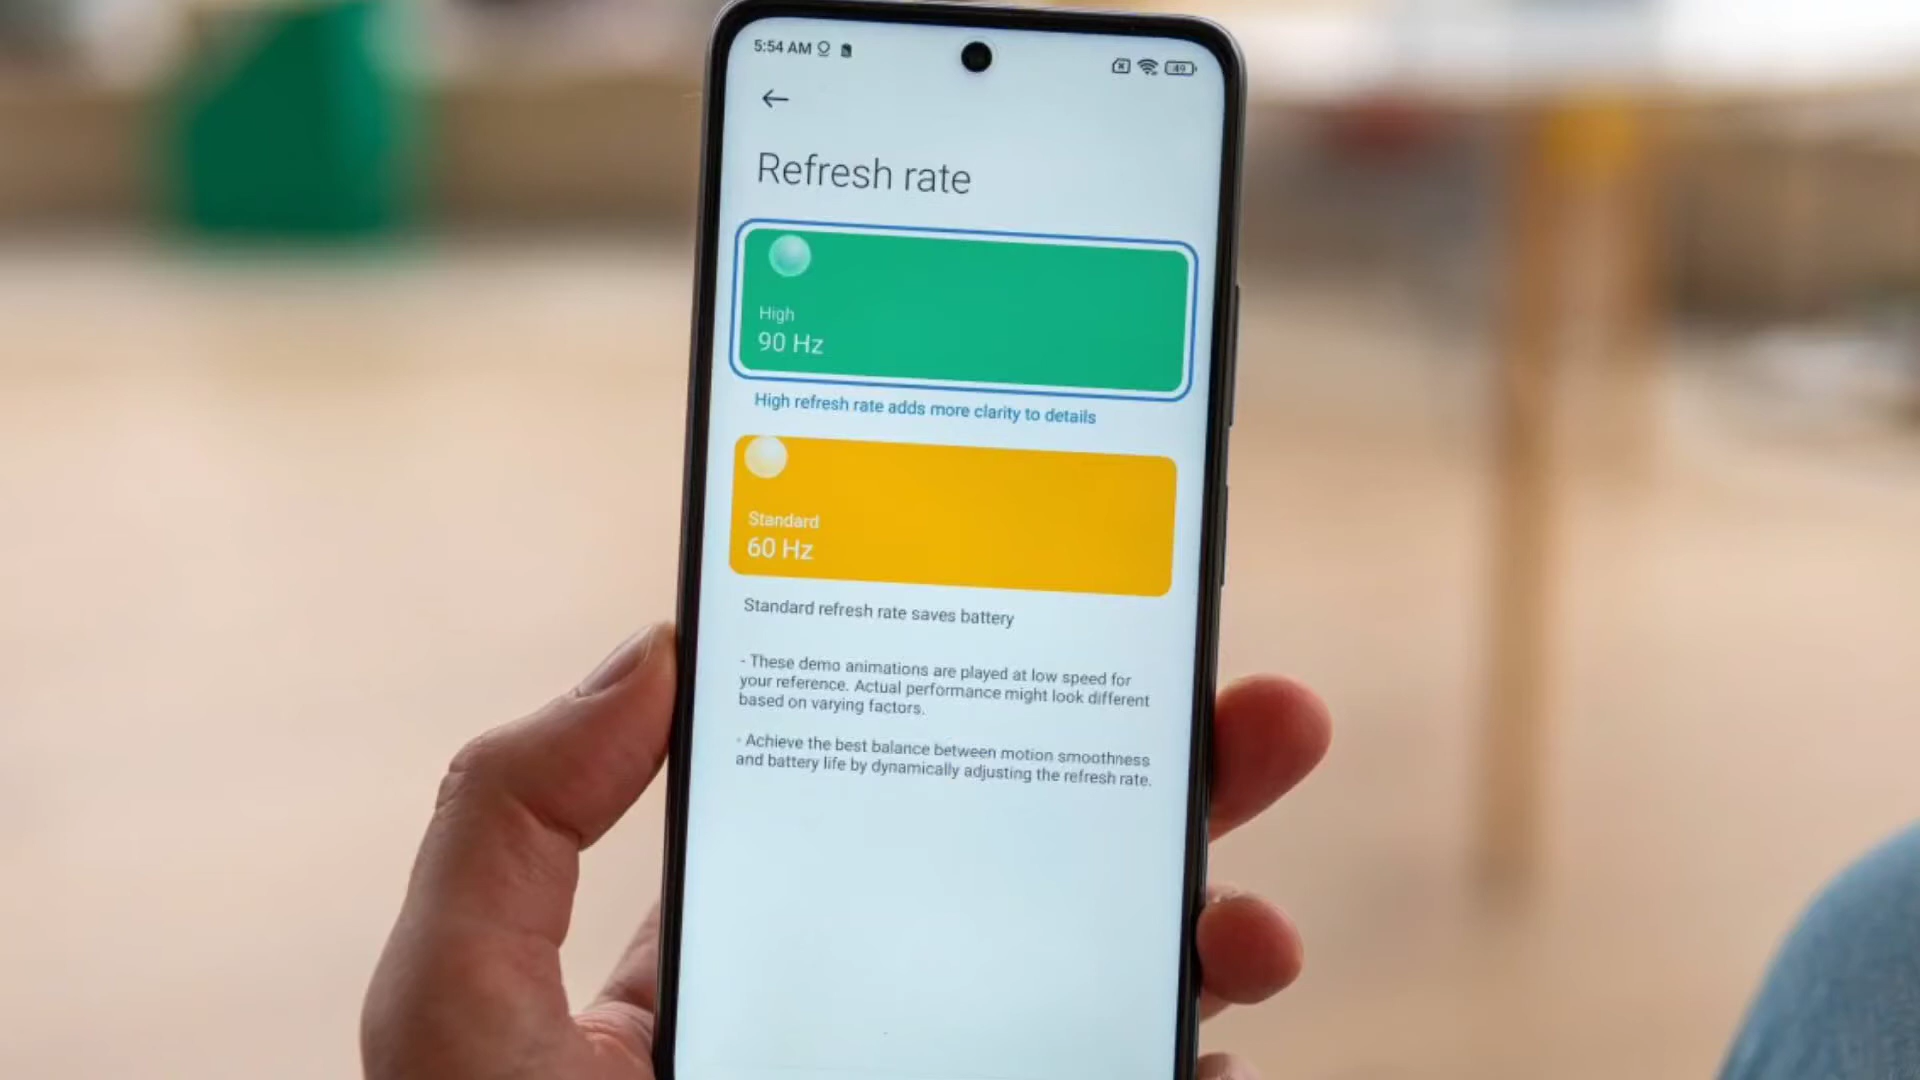 5:54 AM
49
Refresh rate
High
90 Hz
High refresh rate adds more clarity to details
Standard
60 Hz
Standard refresh rate saves battery
- These demo animations are played at low speed for
your reference. Actual performance might look different
based on varying factors.
- Achieve the best balance between motion smoothness
and battery life by dynamically adjusting the refresh rate.